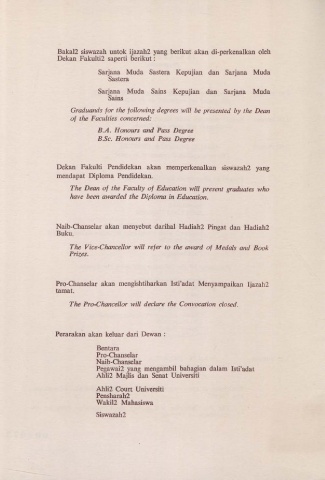 Bakal2 siswazah untok ijazah2 yang berikut akan di-perkenalkan oleh
Dekan Fakulti2 saperti berikut :
Sarjana Muda Sastera Kepujian dan Sarjana Muda
Sastera
Sarjana Muda Sains Kepujian dan Sarjana Muda
Sains
Graduands for the following degrees will be presented by the Dean
of the Faculties concerned:
B.A. Honours and Pass Degree
B.Sc. Honours and Pass Degree
Dekan Fakulti Pendidekan akan memperkenalkan siswazah2 yang
mendapat Diploma Pendidekan.
The Dean of the Faculty of Education will present graduates who
have been awarded the Diploma in Education.
Naib-Chanselar akan menyebut darihal Hadiah2 Pingat dan Hadiah2
Buku.
The Vice-Chancellor will refer to the award of Medals and Book
Prizes.
Pro-Chanselar akan mengishtibarkan Isti'adat Menyampaikan Ijazah2
tamat.
The Pro-Chancellor will declare the Convocation closed.
Perarakan akan keluar dari Dewan :
Bentara
Pro-Chanselar
Naib-Chanselar
Pegawai2 yang mengambil bahagian dalam Isti'adat
Ahli2 Majlis dan Senat Universiti
Ahli2 Court Universiti
Pensharah2
Wakil2 Mahasiswa
Siswazah2